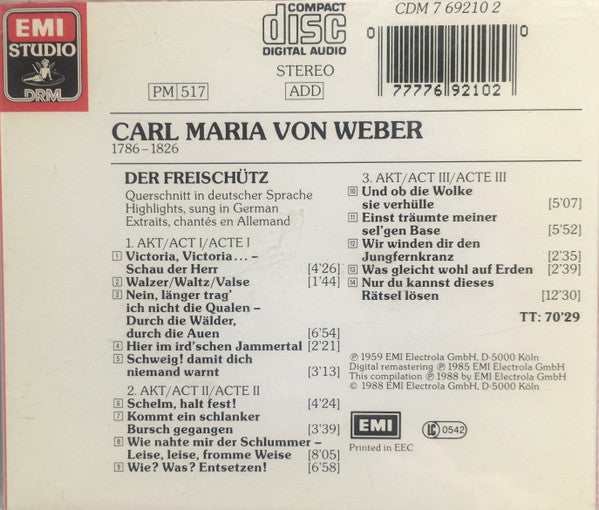 EMI
STUDIO
DRM
COMPACT
disc
DIGITAL AUDIO
STEREO
PM 517
ADD
CDM 7 69210 2
0
77776 92102
CARL MARIA VON WEBER
1786–1826
DER FREISCHÜTZ
Querschnitt in deutscher Sprache
Highlights, sung in German
Extraits, chantés en Allemand
1. AKT/ACT I/ACTE I
1 Victoria, Victoria... –
Schau der Herr [4'26]
2 Walzer/Waltz/Valse [1'44]
3 Nein, länger trag'
ich nicht die Qualen –
Durch die Wälder,
durch die Auen [6'54]
4 Hier im ird'schen Jammertal [2'21]
5 Schweig! damit dich
niemand warnt [3'13]
2. AKT/ACT II/ACTE II
6 Schelm, halt fest! [4'24]
7 Kommt ein schlanker
Bursch gegangen [3'39]
8 Wie nahte mir der Schlummer –
Leise, leise, fromme Weise [8'05]
9 Wie? Was? Entsetzen! [6'58]
3. AKT/ACT III/ACTE III
10 Und ob die Wolke
sie verhülle [5'07]
11 Einst träumte meiner
sel'gen Base [5'52]
12 Wir winden dir den
Jungfernkranz [2'35]
13 Was gleicht wohl auf Erden [2'39]
14 Nur du kannst dieses
Rätsel lösen [12'30]
TT: 70'29
℗ 1959 EMI Electrola GmbH, D-5000 Köln
Digital remastering ℗ 1985 EMI Electrola GmbH
This compilation ℗ 1988 by EMI Electrola GmbH
© 1988 EMI Electrola GmbH, D-5000 Köln
EMI
LC 0542
Printed in EEC